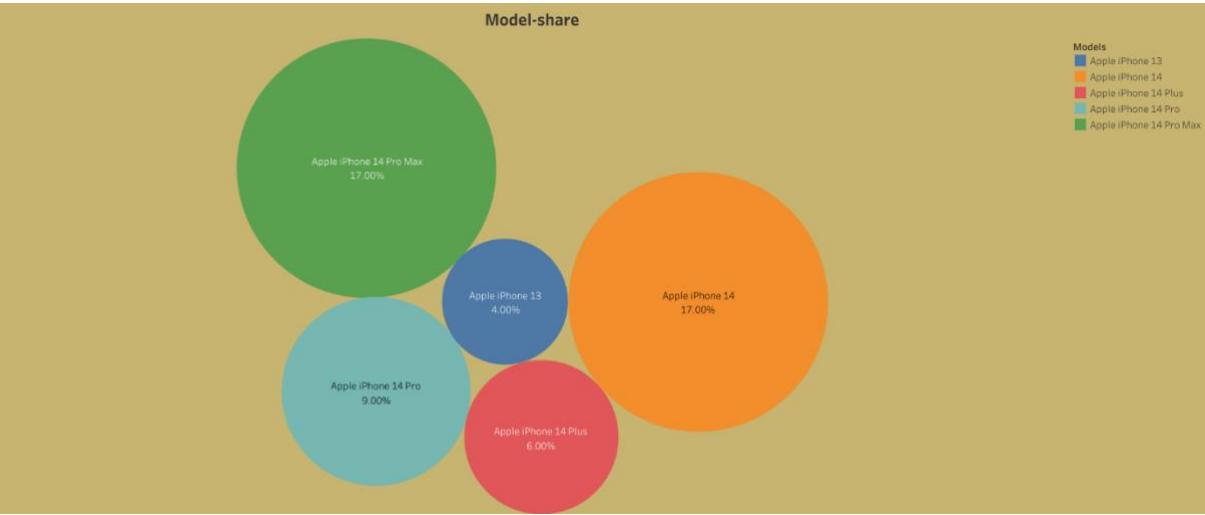 Model-share
Models
Apple iPhone 13
Apple iPhone 14
Apple iPhone 14 Plus
Apple iPhone 14 Pro
Apple iPhone 14 Pro Max
Apple iPhone 14 Pro Max
17.00%
Apple iPhone 13
4.00%
Apple iPhone 14
17.00%
Apple iPhone 14 Pro
9.00%
Apple iPhone 14 Plus
6.00%